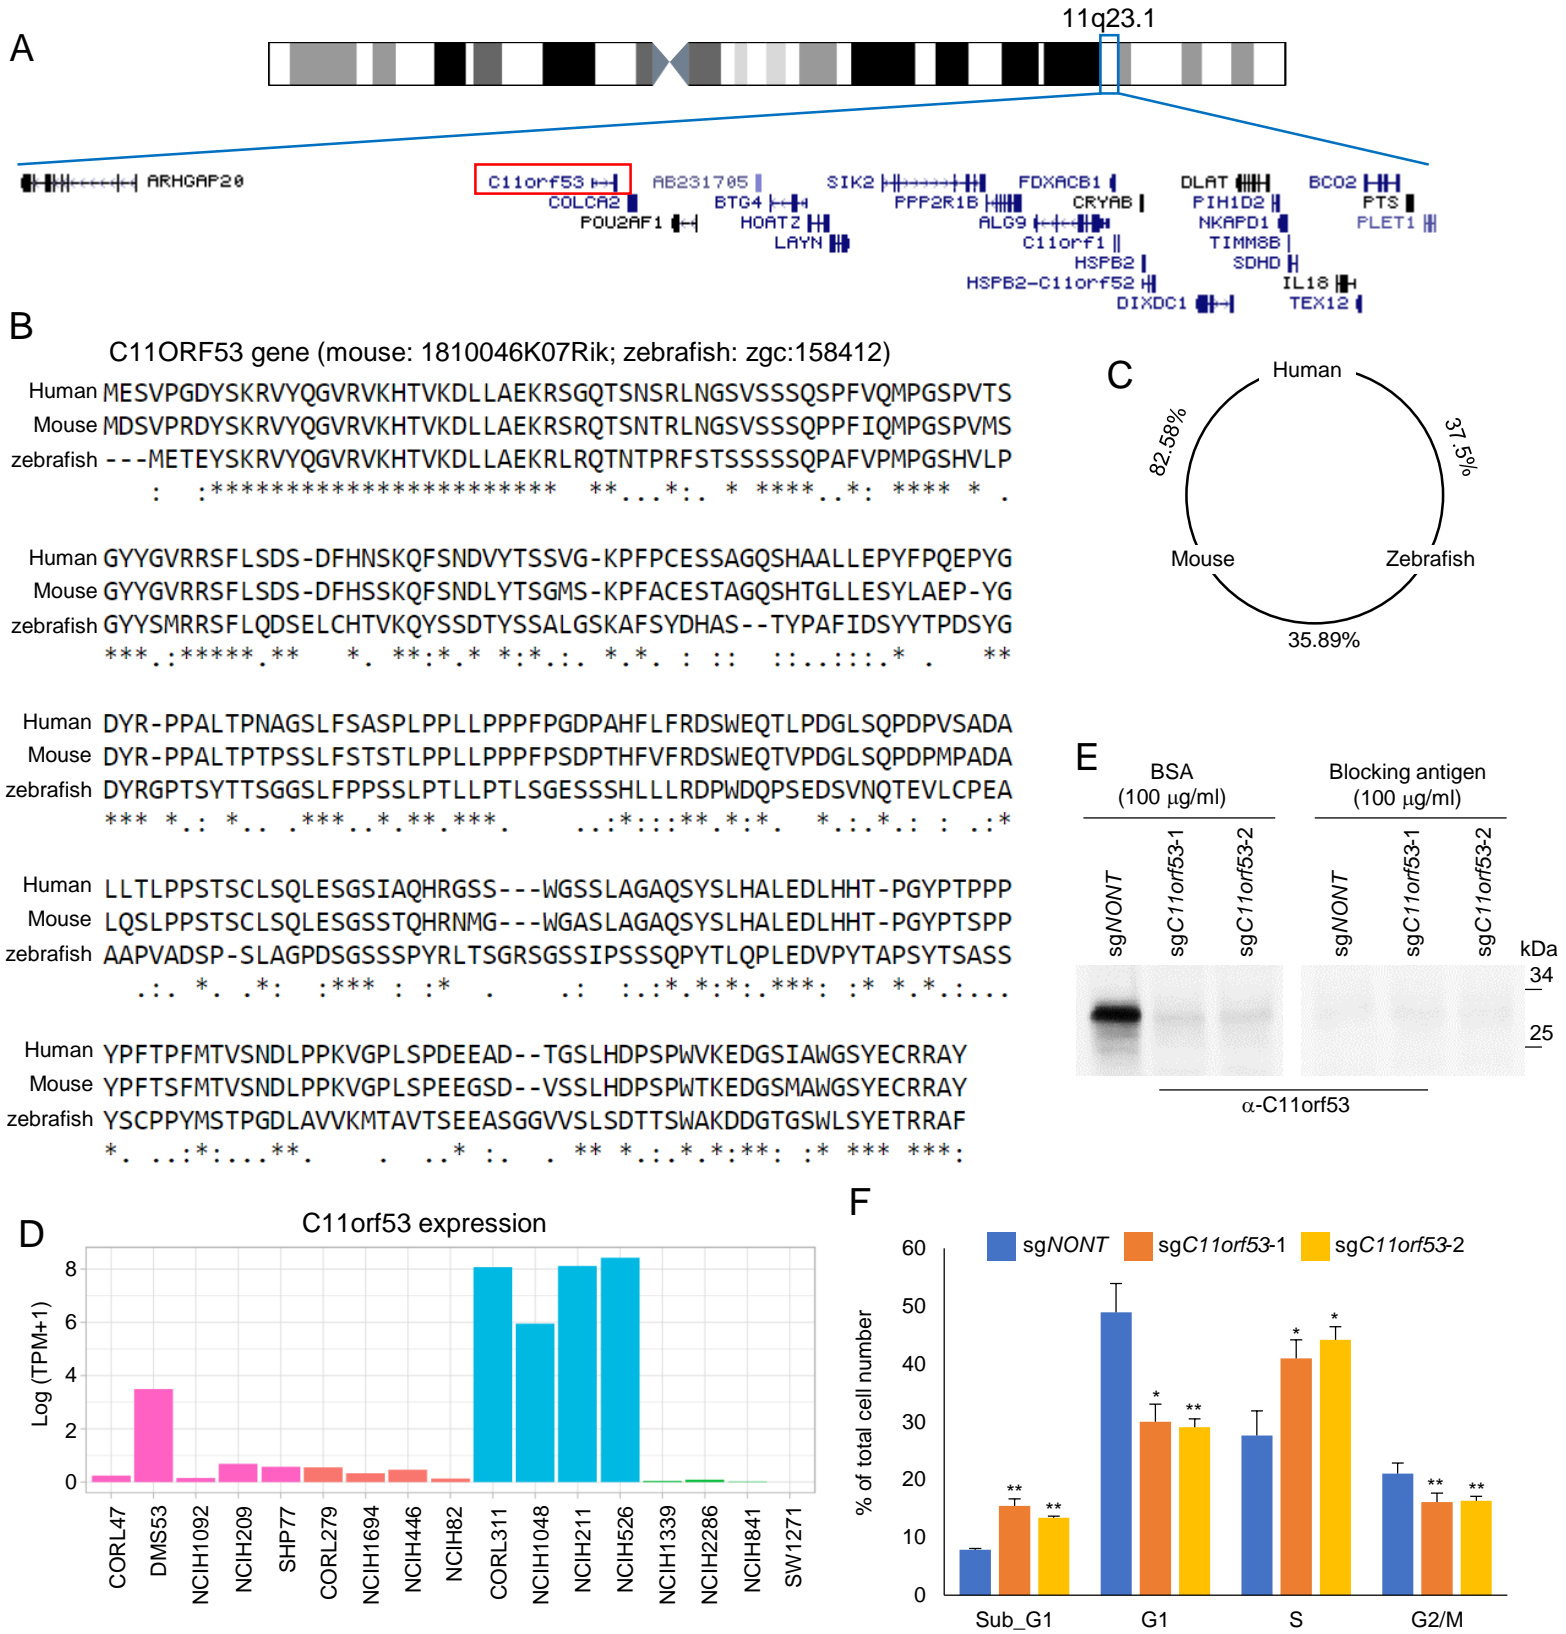 A
11q23.1
ARHGAP20
C11orf53
AB231705
SIK2
FDXACB1
DLAT
BCO2
COLCA2
BTG4
PPP2R1B
CRYAB
PIH1D2
PTS
POU2AF1
HOATZ
ALG9
NKAPD1
PLET1
LAYN
C11orf1
TIMM8B
HSPB2
SDHD
HSPB2-C11orf52
IL18
DIXDC1
TEX12
B
C11ORF53 gene (mouse: 1810046K07Rik; zebrafish: zgc:158412)
Human MESVPGDYSKRVYQGVRVKHTVKDLLAEKRSGQTSNSRLNGSVSSSQSPFVQMPGSPVTS
Mouse MDSVPRDYSKRVYQGVRVKHTVKDLLAEKRSRQTSNTRLNGSVSSSQPPFIQMPGSPVMS
zebrafish ---METEYSKRVYQGVRVKHTVKDLLAEKRLRQTNTPRFSTSSSSSQPAFVPMPGSHVLP
: :*********************** **...*:. * ****..*: **** * .
Human GYYGVRRSFLSDS-DFHNSKQFSNDVYTSSVG-KPFPCESSAGQSHAALLEPYFPQEPYG
Mouse GYYGVRRSFLSDS-DFHSSKQFSNDLYTSGMS-KPFACESTAGQSHTGLLESYLAEP-YG
zebrafish GYYSMRRSFLQDSELCHTVKQYSSDTYSSALGSKAFSYDHAS--TYPAFIDSYYTPDSYG
***.:*****.** *. **:*.* *:*.:. *.*. : :: ::..:::.* . **
Human DYR-PPALTPNAGSLFSASPLPPLLPPPFPGDPAHFLFRDSWEQTLPDGLSQPDPVSADA
Mouse DYR-PPALTPTPSSLFSTSTLPPLLPPPFPSDPTHFVFRDSWEQTVPDGLSQPDPMPADA
zebrafish DYRGPTSYTTSGGSLFPPSSLPTLLPTLSGESSSHLLLRDPWDQPSEDSVNQTEVLCPEA
*** *.: *.. .***..*.**.***. ..:*:::**.*:*. *.:*.: : .:*
Human LLTLPPSTSCLSQLESGSIAQHRGSS---WGSSLAGAQSYSLHALEDLHHT-PGYPTPPP
Mouse LQSLPPSTSCLSQLESGSSTQHRNMG---WGASLAGAQSYSLHALEDLHHT-PGYPTSPP
zebrafish AAPVADSP-SLAGPDSGSSSPYRLTSGRSGSSIPSSSQPYTLQPLEDVPYTAPSYTSASS
.:. *. .*: :*** : :* . .: :.:*.*:*:.***: :* *.*.:...
Human YPFTPFMTVSNDLPPKVGPLSPDEEAD--TGSLHDPSPWVKEDGSIAWGSYECRRAY
Mouse YPFTSFMTVSNDLPPKVGPLSPEEGSD--VSSLHDPSPWTKEDGSMAWGSYECRRAY
zebrafish YSCPPYMSTPGDLAVVKMTAVTSEEASGGVVSLSDTTSWAKDDGTGSWLSYETRRAF
*. ..:*:...**. . ..* :. . ** *.:.*.*:**: :* *** ***:
C
Human
82.58%
37.5%
Mouse
Zebrafish
35.89%
E
BSA
(100 μg/ml)
Blocking antigen
(100 μg/ml)
sgNONT
sgC11orf53-1
sgC11orf53-2
sgNONT
sgC11orf53-1
sgC11orf53-2
kDa
34
25
α-C11orf53
D
C11orf53 expression
Log (TPM+1)
8
6
4
2
0
CORL47
DMS53
NCIH1092
NCIH209
SHP77
CORL279
NCIH1694
NCIH446
NCIH82
CORL311
NCIH1048
NCIH211
NCIH526
NCIH1339
NCIH2286
NCIH841
SW1271
F
sgNONT
sgC11orf53-1
sgC11orf53-2
% of total cell number
60
50
40
30
20
10
0
** **
* **
* *
** **
Sub_G1
G1
S
G2/M